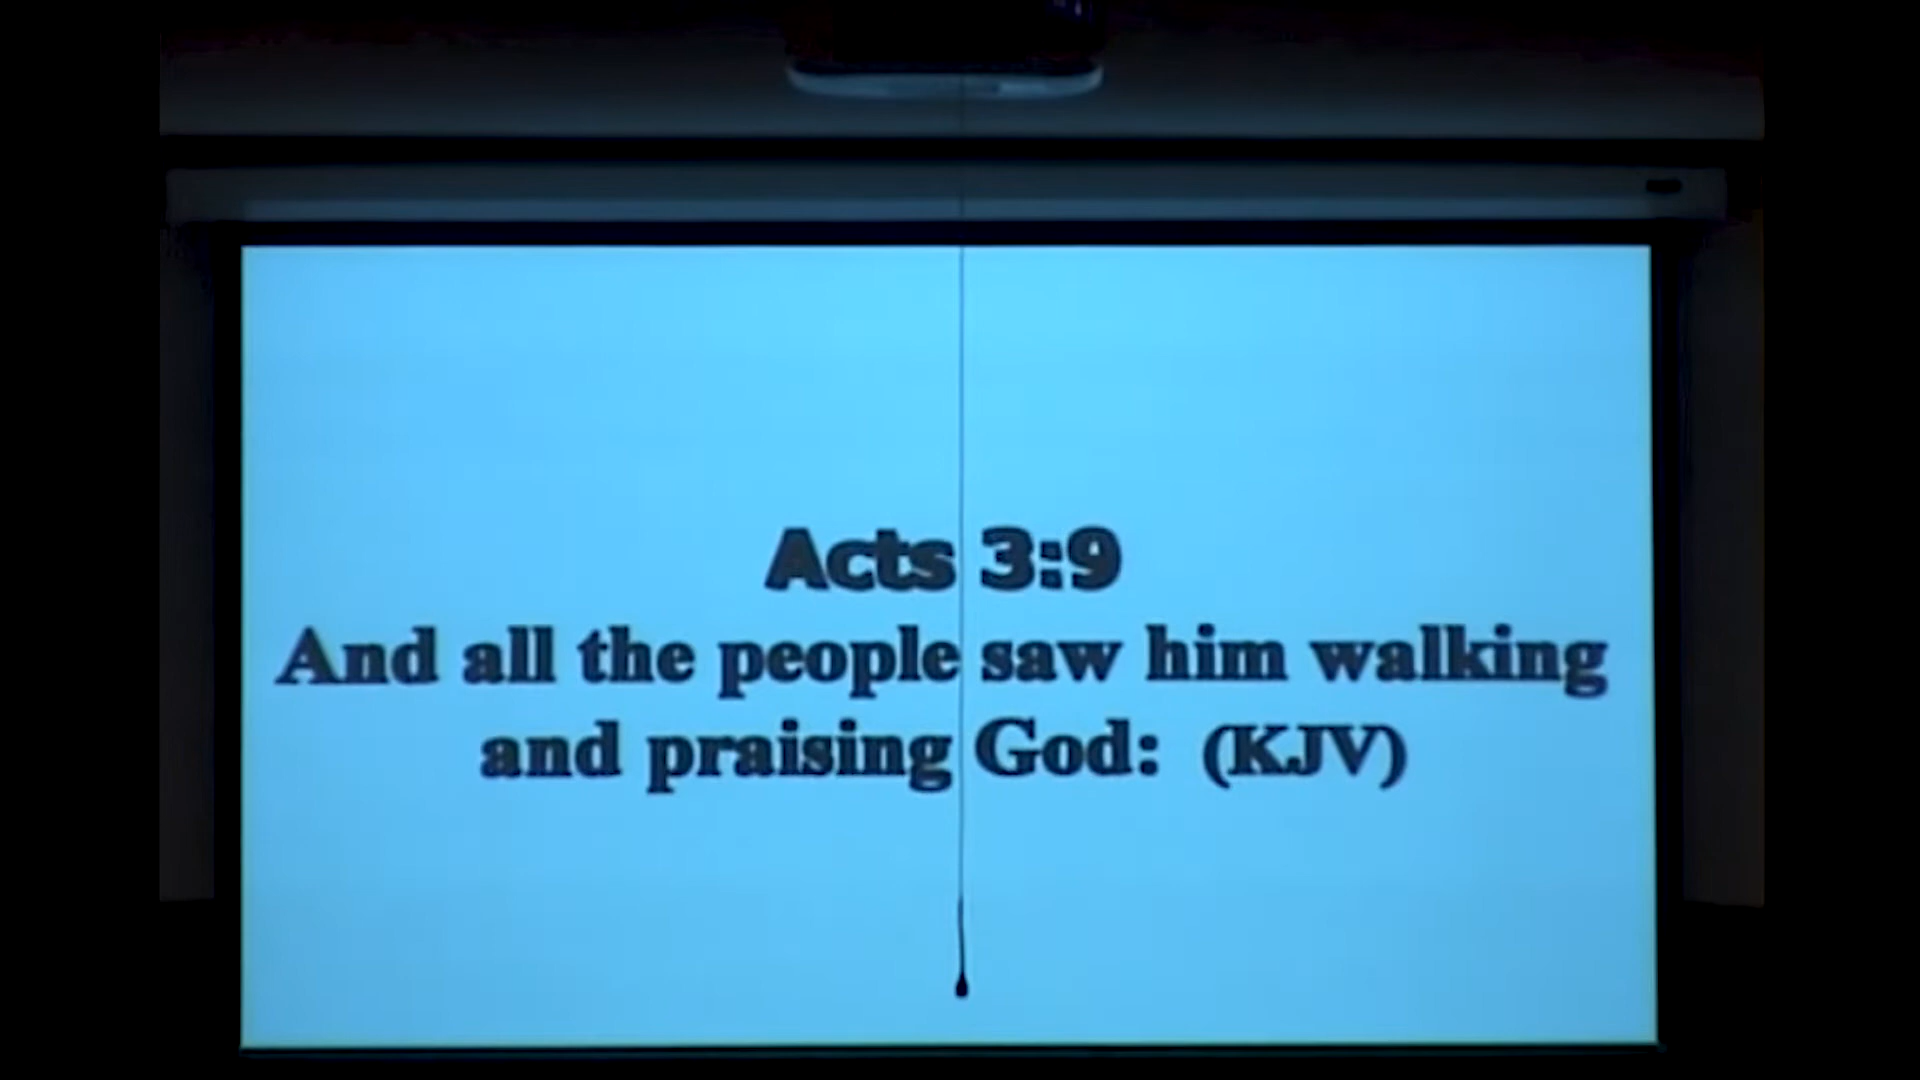 Acts 3:9
And all the people saw him walking
and praising God: (KJV)